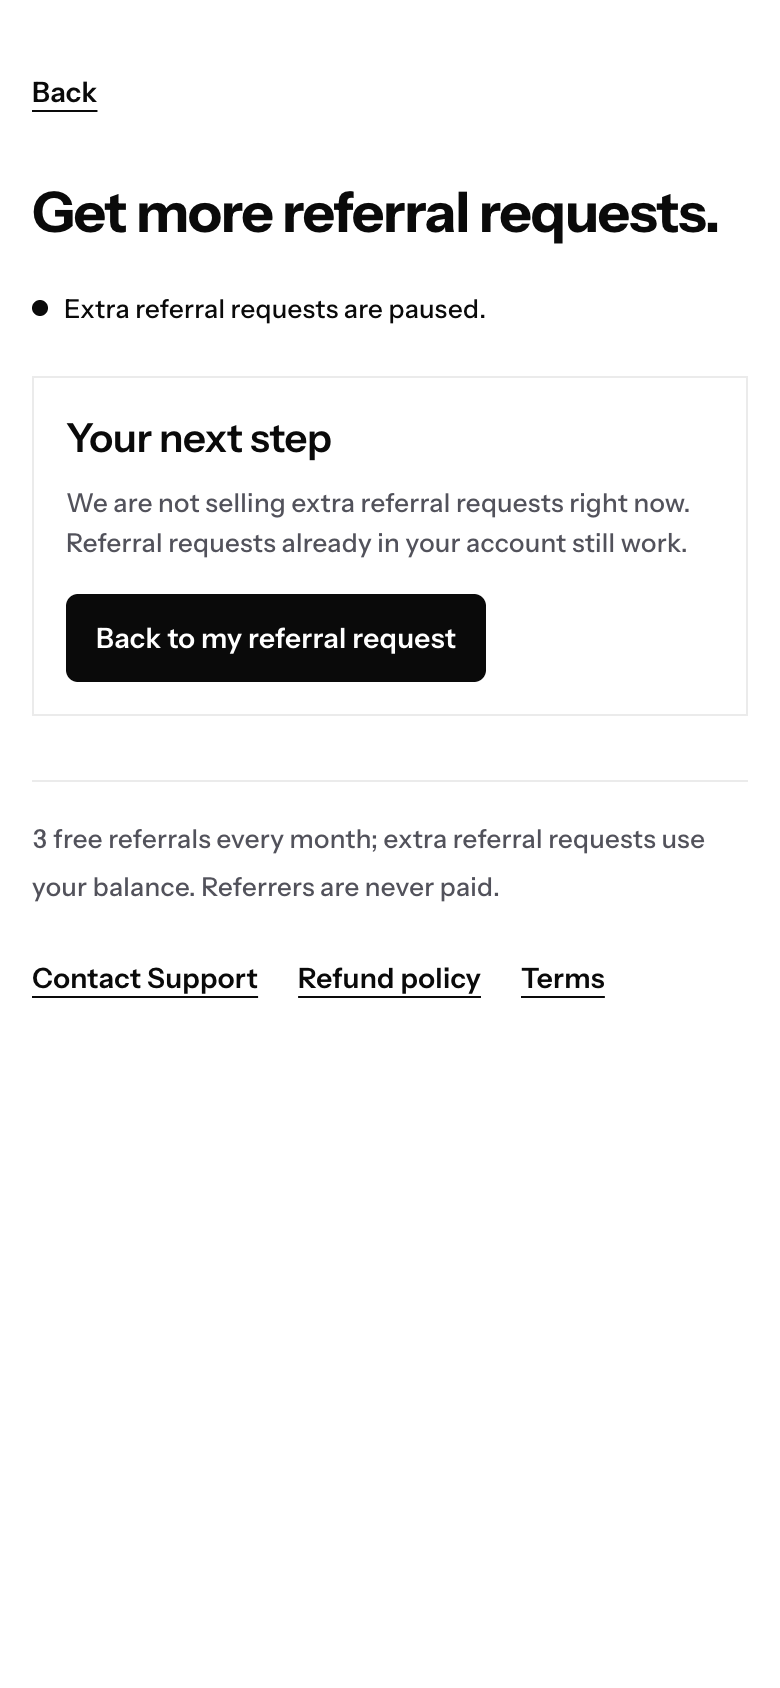 Back
Get more referral requests.
Extra referral requests are paused.
Your next step
We are not selling extra referral requests right now.
Referral requests already in your account still work.
Back to my referral request
3 free referrals every month; extra referral requests use
your balance. Referrers are never paid.
Contact Support Refund policy Terms